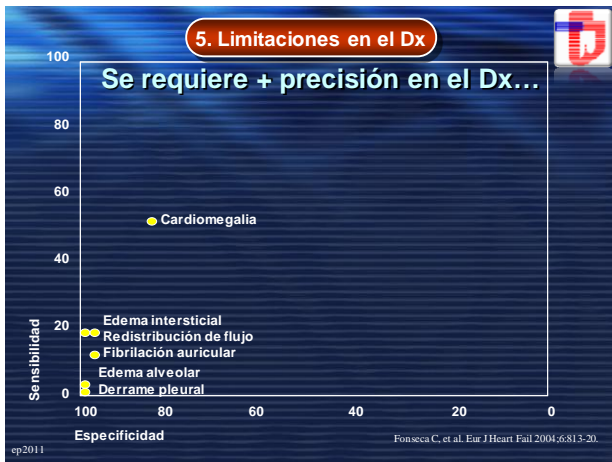 5. Limitaciones en el Dx
Se requiere + precisión en el Dx…
100
80
60
40
20
0
Sensibilidad
Cardiomegalia
Edema intersticial
Redistribución de flujo
Fibrilación auricular
Edema alveolar
Derrame pleural
100 80 60 40 20 0
Especificidad
Fonseca C, et al. Eur J Heart Fail 2004;6:813-20.
ep2011